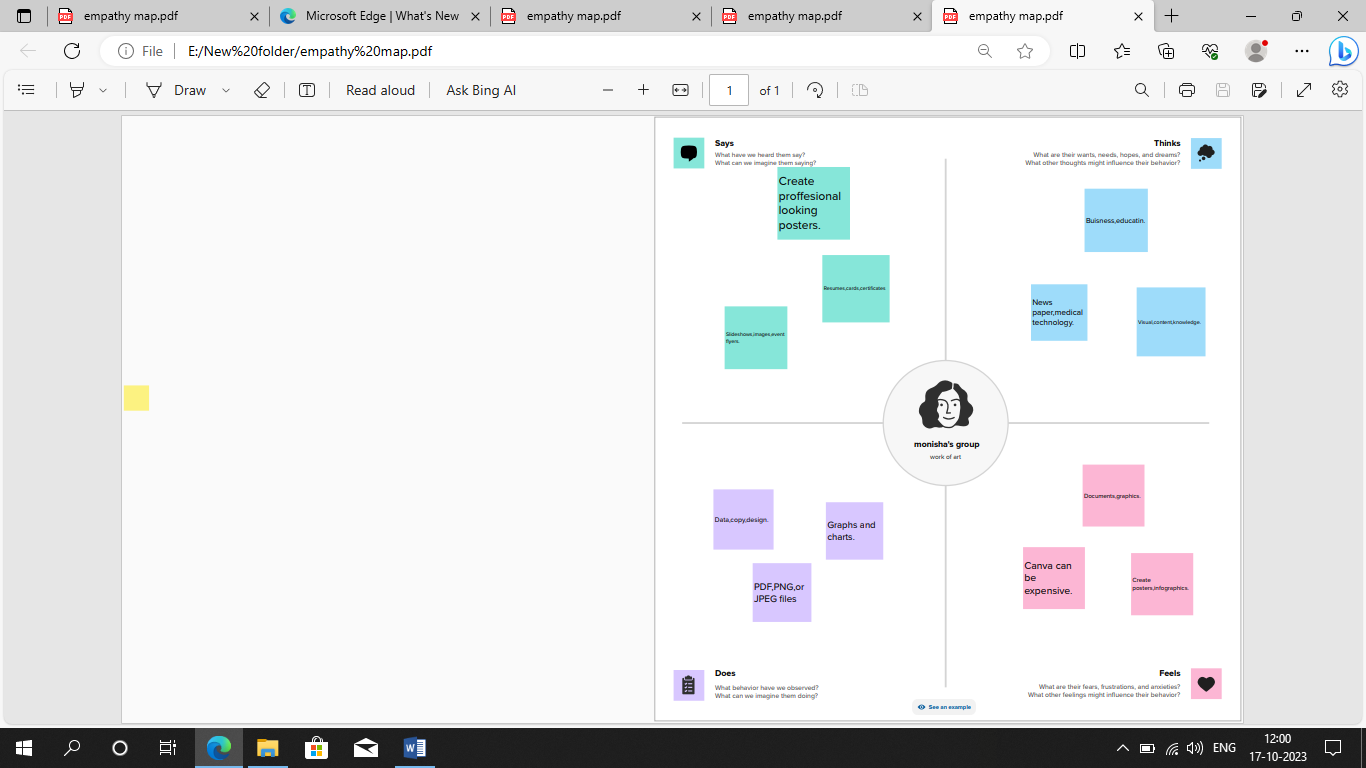 empathy map.pdf
Microsoft Edge | What's New
empathy map.pdf
empathy map.pdf
empathy map.pdf
File
E:/New%20folder/empathy%20map.pdf
Draw
Read aloud
Ask Bing AI
1
of 1
Says
What have we heard them say?
What can we imagine them saying?
Thinks
What are their wants, needs, hopes, and dreams?
What other thoughts might influence their behavior?
Create
proffesional
looking
posters.
Buisness,educatin.
Resumes,cards,certificates
News
paper,medical
technology.
Visual,content,knowledge.
Slideshows,images,event
flyers.
monisha's group
work of art
Data,copy,design.
Graphs and
charts.
PDF,PNG,or
JPEG files
Documents,graphics.
Canva can
be
expensive.
Create
posters,infographics.
Does
What behavior have we observed?
What can we imagine them doing?
Feels
What are their fears, frustrations, and anxieties?
What other feelings might influence their behavior?
See an example
ENG
12:00
17-10-2023